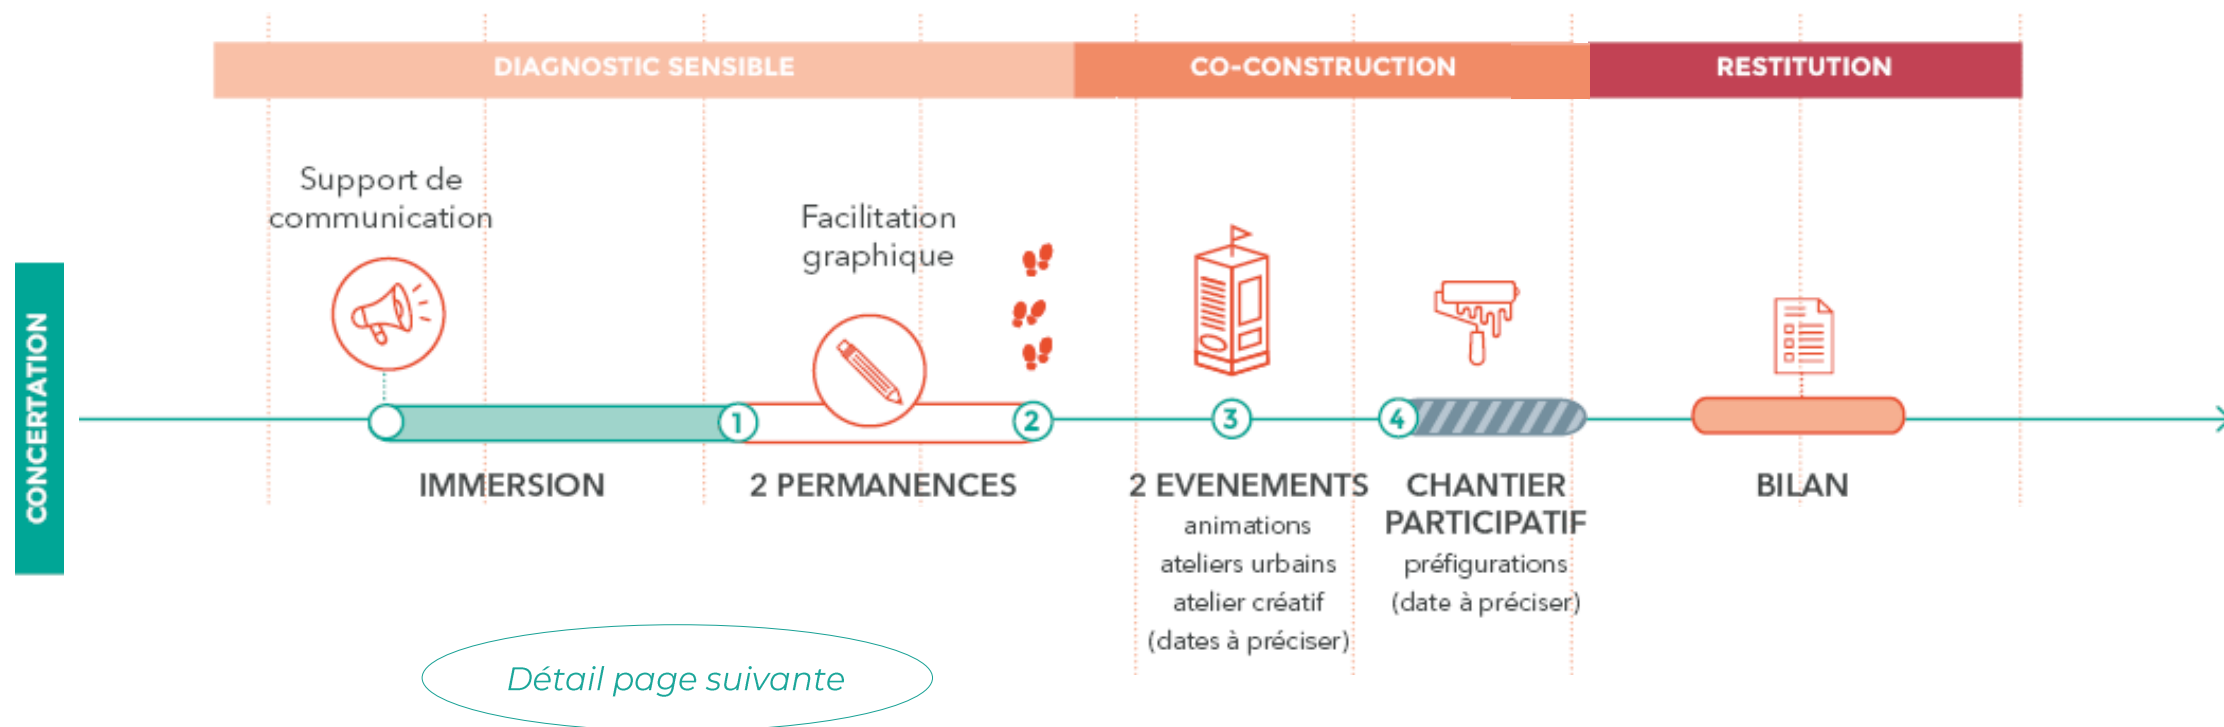 DIAGNOSTIC SENSIBLE
CO-CONSTRUCTION
RESTITUTION
Support de
communication
Facilitation
graphique
CONCERTATION
1
2
3
4
IMMERSION
2 PERMANENCES
2 EVENEMENTS
animations
ateliers urbains
atelier créatif
(dates à préciser)
CHANTIER
PARTICIPATIF
préfigurations
(date à préciser)
BILAN
Détail page suivante